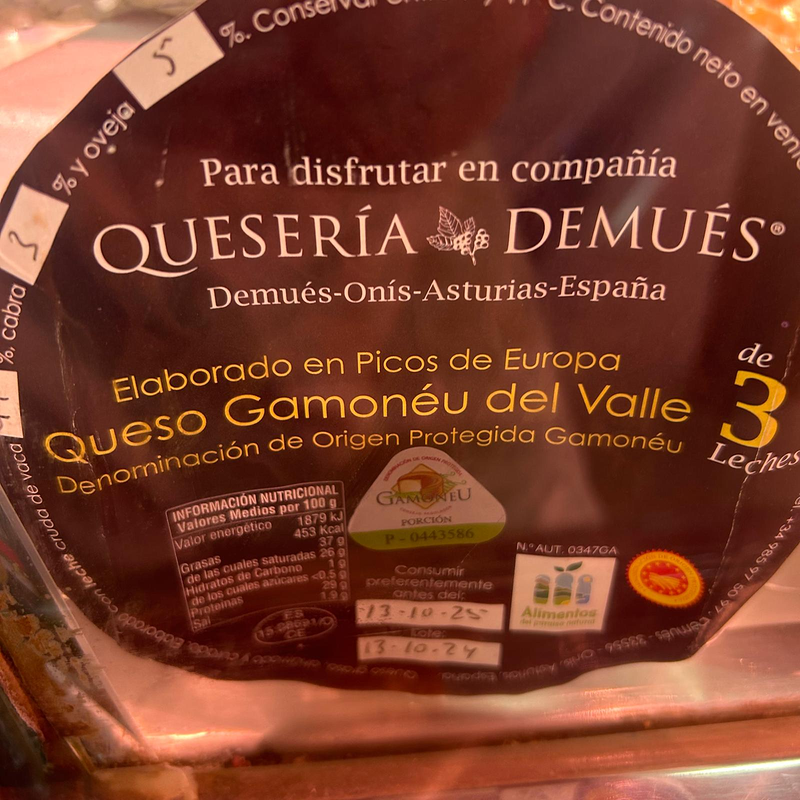 %. Conservar
C. Contenido neto en
5
% y oveja
3
%, cabra
con leche cruda de vaca
Para disfrutar en compañía
QUESERÍA DEMUÉS®
Demués-Onís-Asturias-España
Elaborado en Picos de Europa
Queso Gamonéu del Valle
Denominación de Origen Protegida Gamonéu
de
3
Leches
INFORMACIÓN NUTRICIONAL
Valores Medios por 100 g
Valor energético 1879 kJ
453 Kcal
Grasas 37 g
de las cuales saturadas 26 g
Hidratos de Carbono 1 g
de los cuales azúcares <0.5 g
Proteínas 29 g
Sal 1.9 g
ES
CE
GAMONEU
PORCIÓN
P - 0443586
Consumir
preferentemente
antes del:
13-10-25
Lote:
13-10-24
N.º AUT. 0347GA
Alimentos
del paraíso natural